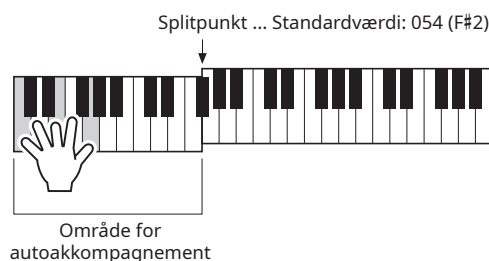 Splitpunkt ... Standardværdi: 054 (F♯2)
Område for
autoakkompagnement